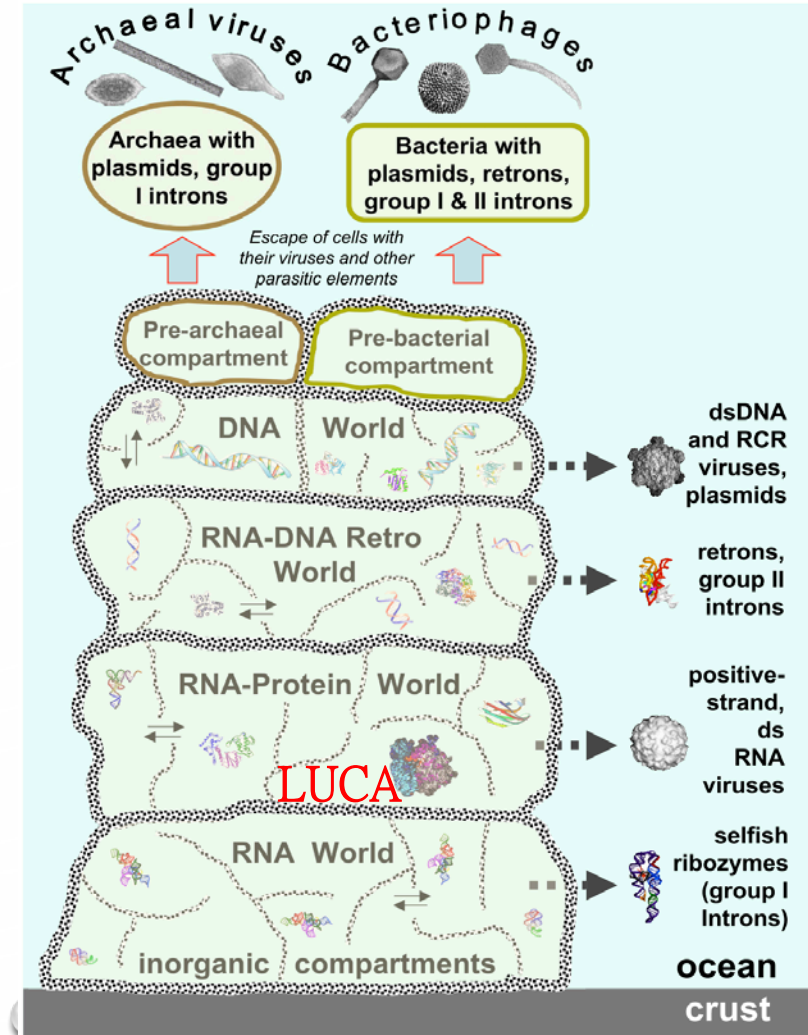 Archaeal viruses
Bacteriophages
Archaea with
plasmids, group
I introns
Bacteria with
plasmids, retrons,
group I & II introns
Escape of cells with
their viruses and other
parasitic elements
Pre-archaeal
compartment
Pre-bacterial
compartment
DNA World
dsDNA
and RCR
viruses,
plasmids
RNA-DNA Retro
World
retrons,
group II
introns
RNA-Protein World
LUCA
positive-
strand,
ds
RNA
viruses
RNA World
selfish
ribozymes
(group I
Introns)
inorganic compartments
ocean
crust